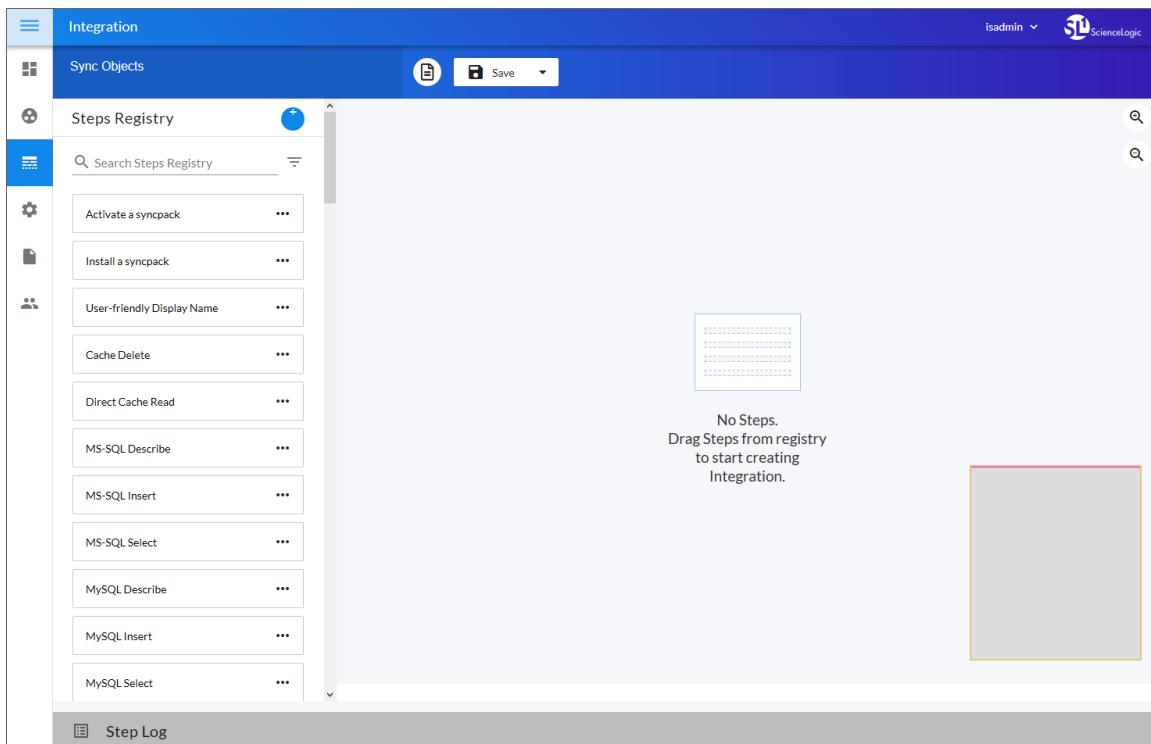 Integration
isadmin
SL1 ScienceLogic
Sync Objects
Save
Steps Registry
Search Steps Registry
Activate a syncpack
Install a syncpack
User-friendly Display Name
Cache Delete
Direct Cache Read
MS-SQL Describe
MS-SQL Insert
MS-SQL Select
MySQL Describe
MySQL Insert
MySQL Select
No Steps.
Drag Steps from registry
to start creating
Integration.
Step Log